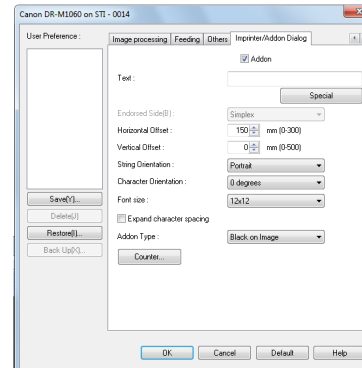 Canon DR-M1060 on STI - 0014
User Preference :
Save(Y)...
Delete(J)
Restore(I)...
Back Up(K)...
Image processing
Feeding
Others
Imprinter/Addon Dialog
Addon
Text :
Special
Endorsed Side(B) :
Simplex
Horizontal Offset :
150
mm (0-300)
Vertical Offset :
0
mm (0-500)
String Orientation :
Portrait
Character Orientation :
0 degrees
Font size :
12x12
Expand character spacing
Addon Type :
Black on Image
Counter...
OK
Cancel
Default
Help